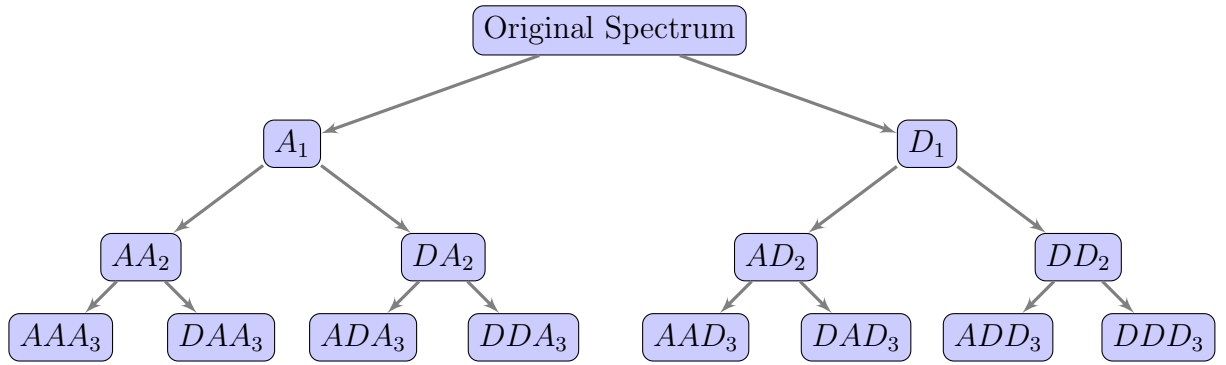 Original Spectrum
A₁ D₁
AA₂ DA₂ AD₂ DD₂
AAA₃ DAA₃ ADA₃ DDA₃ AAD₃ DAD₃ ADD₃ DDD₃